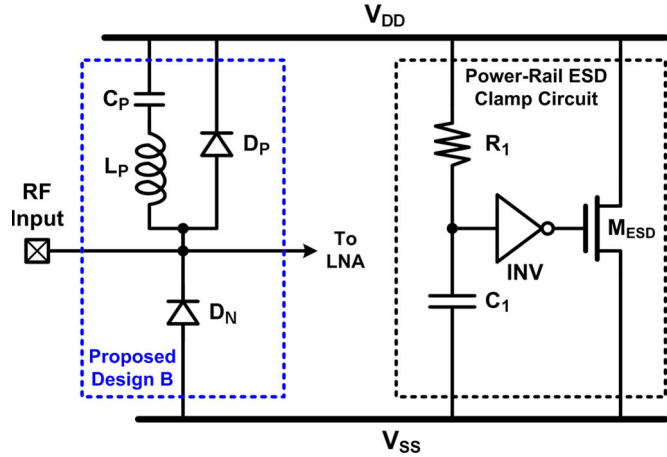 VDD
CP
LP
DP
RF
Input
To
LNA
DN
Proposed
Design B
Power-Rail ESD
Clamp Circuit
R1
INV
MESD
C1
VSS